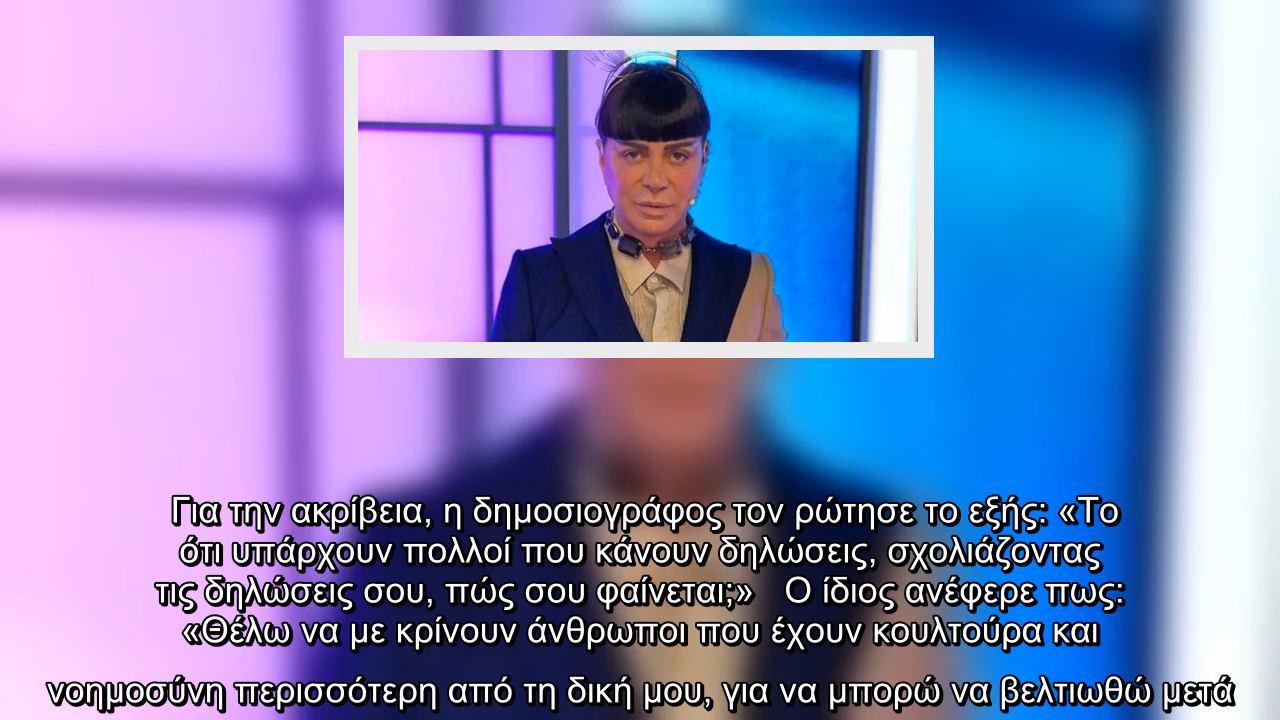 Για την ακρίβεια, η δημοσιογράφος τον ρώτησε το εξής: «Το
ότι υπάρχουν πολλοί που κάνουν δηλώσεις, σχολιάζοντας
τις δηλώσεις σου, πώς σου φαίνεται;»   Ο ίδιος ανέφερε πως:
«Θέλω να με κρίνουν άνθρωποι που έχουν κουλτούρα και
νοημοσύνη περισσότερη από τη δική μου, για να μπορώ να βελτιωθώ μετά